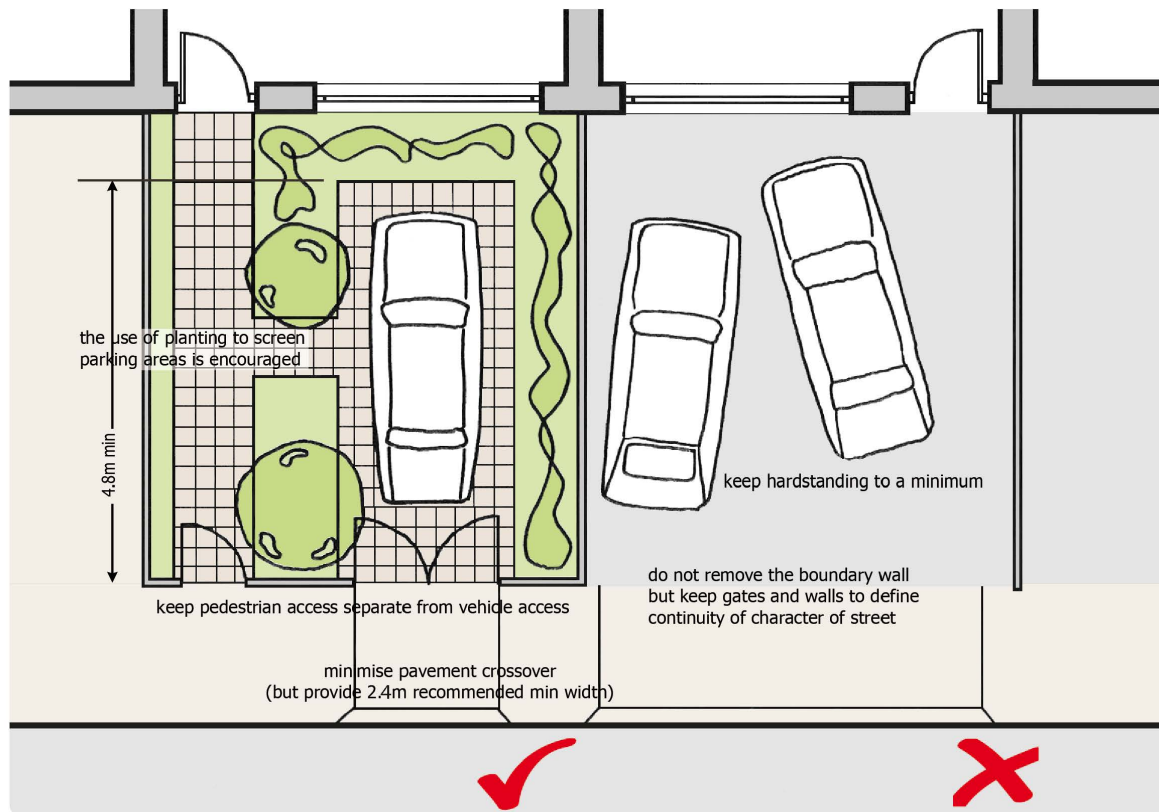 the use of planting to screen
parking areas is encouraged
4.8m min
keep hardstanding to a minimum
do not remove the boundary wall
but keep gates and walls to define
continuity of character of street
keep pedestrian access separate from vehicle access
minimise pavement crossover
(but provide 2.4m recommended min width)